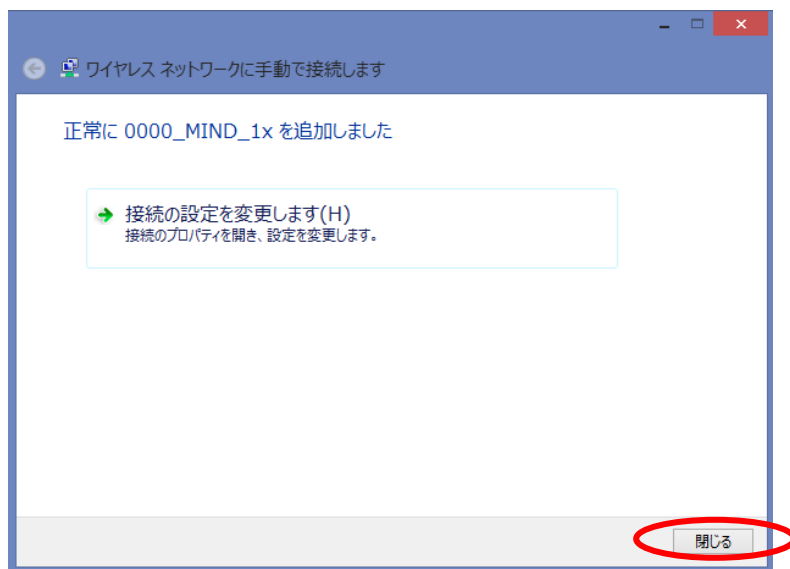 ワイヤレス ネットワークに手動で接続します
正常に 0000_MIND_1x を追加しました
接続の設定を変更します(H)
接続のプロパティを開き、設定を変更します。
閉じる